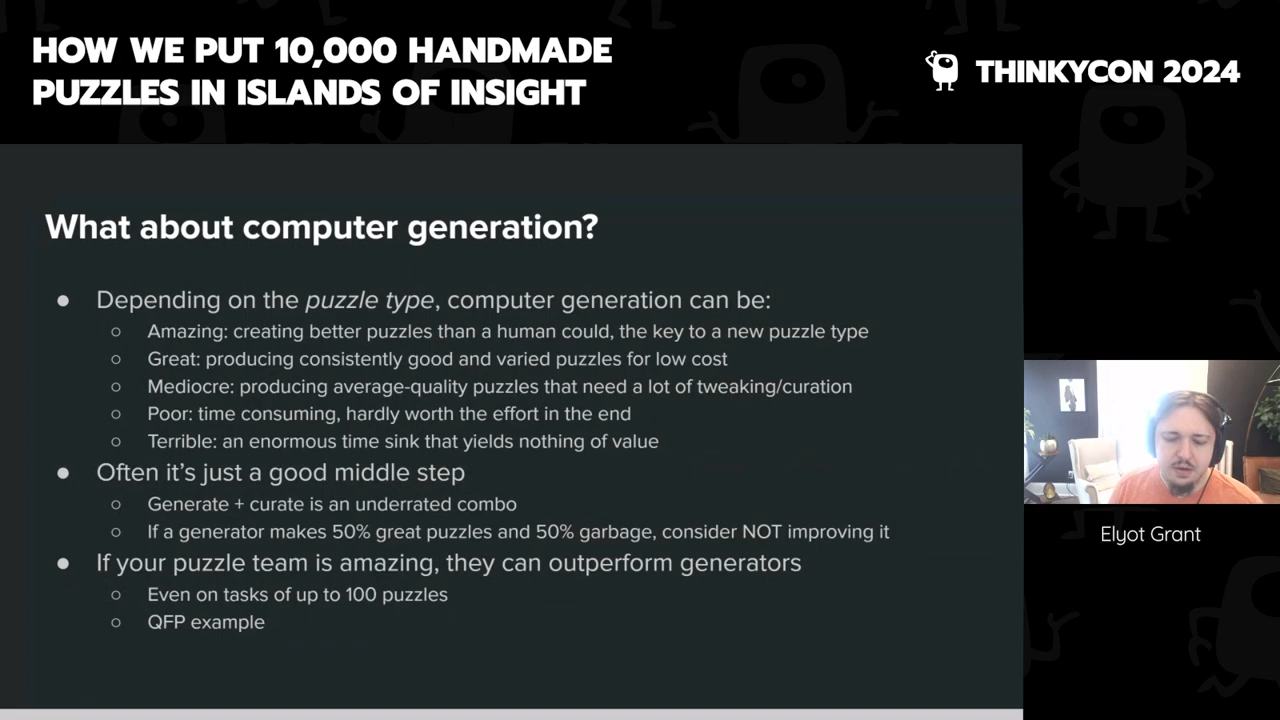 HOW WE PUT 10,000 HANDMADE
PUZZLES IN ISLANDS OF INSIGHT
THINKYCON 2024
What about computer generation?
● Depending on the puzzle type, computer generation can be:
○ Amazing: creating better puzzles than a human could, the key to a new puzzle type
○ Great: producing consistently good and varied puzzles for low cost
○ Mediocre: producing average-quality puzzles that need a lot of tweaking/curation
○ Poor: time consuming, hardly worth the effort in the end
○ Terrible: an enormous time sink that yields nothing of value
● Often it's just a good middle step
○ Generate + curate is an underrated combo
○ If a generator makes 50% great puzzles and 50% garbage, consider NOT improving it
● If your puzzle team is amazing, they can outperform generators
○ Even on tasks of up to 100 puzzles
○ QFP example
Elyot Grant